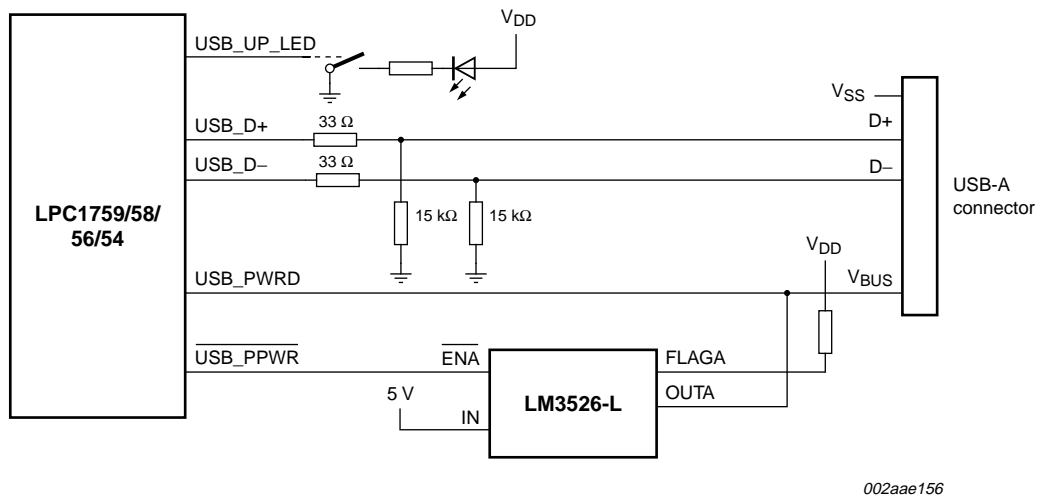 USB_UP_LED
VDD
VSS
USB_D+
33 Ω
D+
USB_D−
33 Ω
D−
LPC1759/58/
56/54
15 kΩ
15 kΩ
USB-A
connector
VDD
USB_PWRD
VBUS
USB_PPWR
ENA
FLAGA
5 V
IN
LM3526-L
OUTA
002aae156